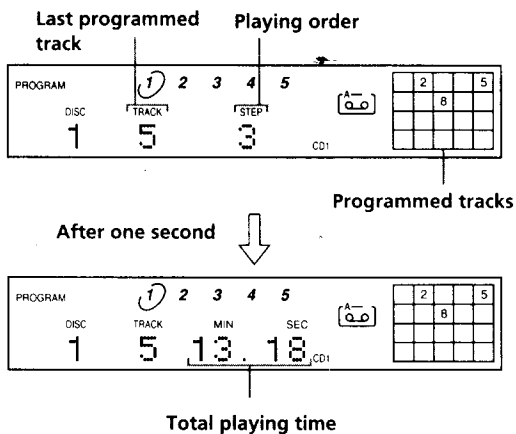 Last programmed track
Playing order
PROGRAM 1 2 3 4 5
A
2 5
8
DISC TRACK STEP
1 5 3
CD1
Programmed tracks
After one second
PROGRAM 1 2 3 4 5
A
2 5
8
DISC TRACK MIN SEC
1 5 13.18
CD1
Total playing time